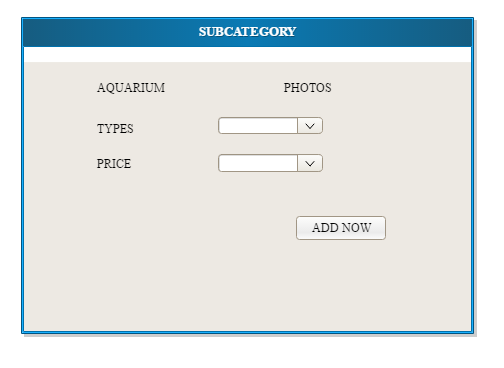 SUBCATEGORY
AQUARIUM PHOTOS
TYPES
PRICE
ADD NOW